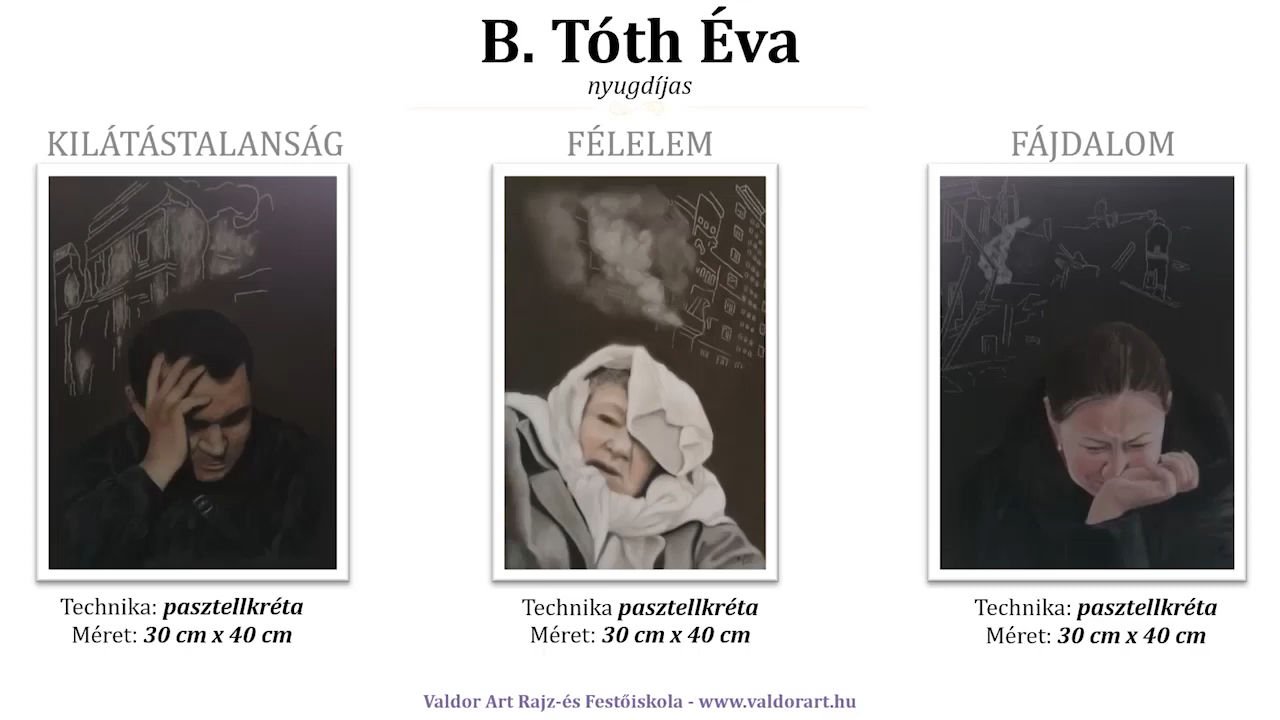 B. Tóth Éva
nyugdíjas
KILÁTÁSTALANSÁG
FÉLELEM
FÁJDALOM
Technika: pasztellkréta
Méret: 30 cm x 40 cm
Technika pasztellkréta
Méret: 30 cm x 40 cm
Technika: pasztellkréta
Méret: 30 cm x 40 cm
Valdor Art Rajz-és Festőiskola - www.valdorart.hu